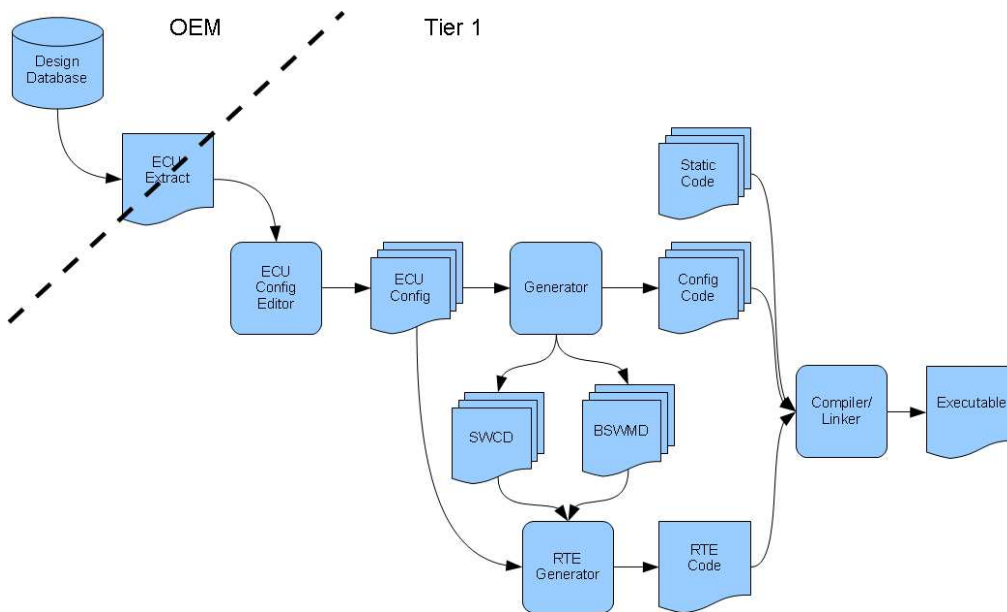 OEM
Tier 1
Design
Database
ECU
Extract
Static
Code
ECU
Config
Editor
ECU
Config
Generator
Config
Code
SWCD
BSWMD
Compiler/
Linker
Executable
RTE
Generator
RTE
Code